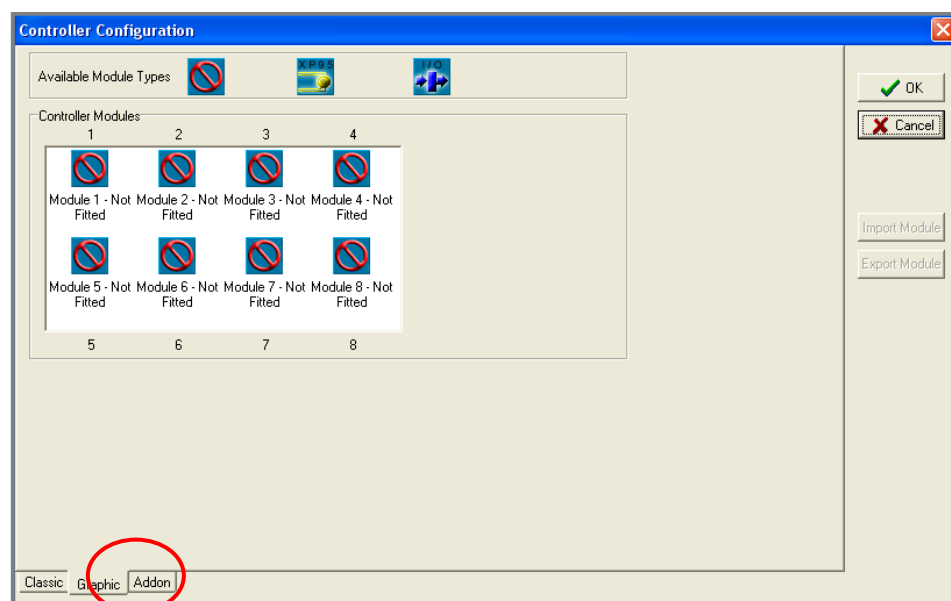 Controller Configuration
Available Module Types
XP95
I/O
OK
Cancel
Controller Modules
1 2 3 4
Module 1 - Not Module 2 - Not Module 3 - Not Module 4 - Not
Fitted Fitted Fitted Fitted
Module 5 - Not Module 6 - Not Module 7 - Not Module 8 - Not
Fitted Fitted Fitted Fitted
5 6 7 8
Import Module
Export Module
Classic Graphic Addon